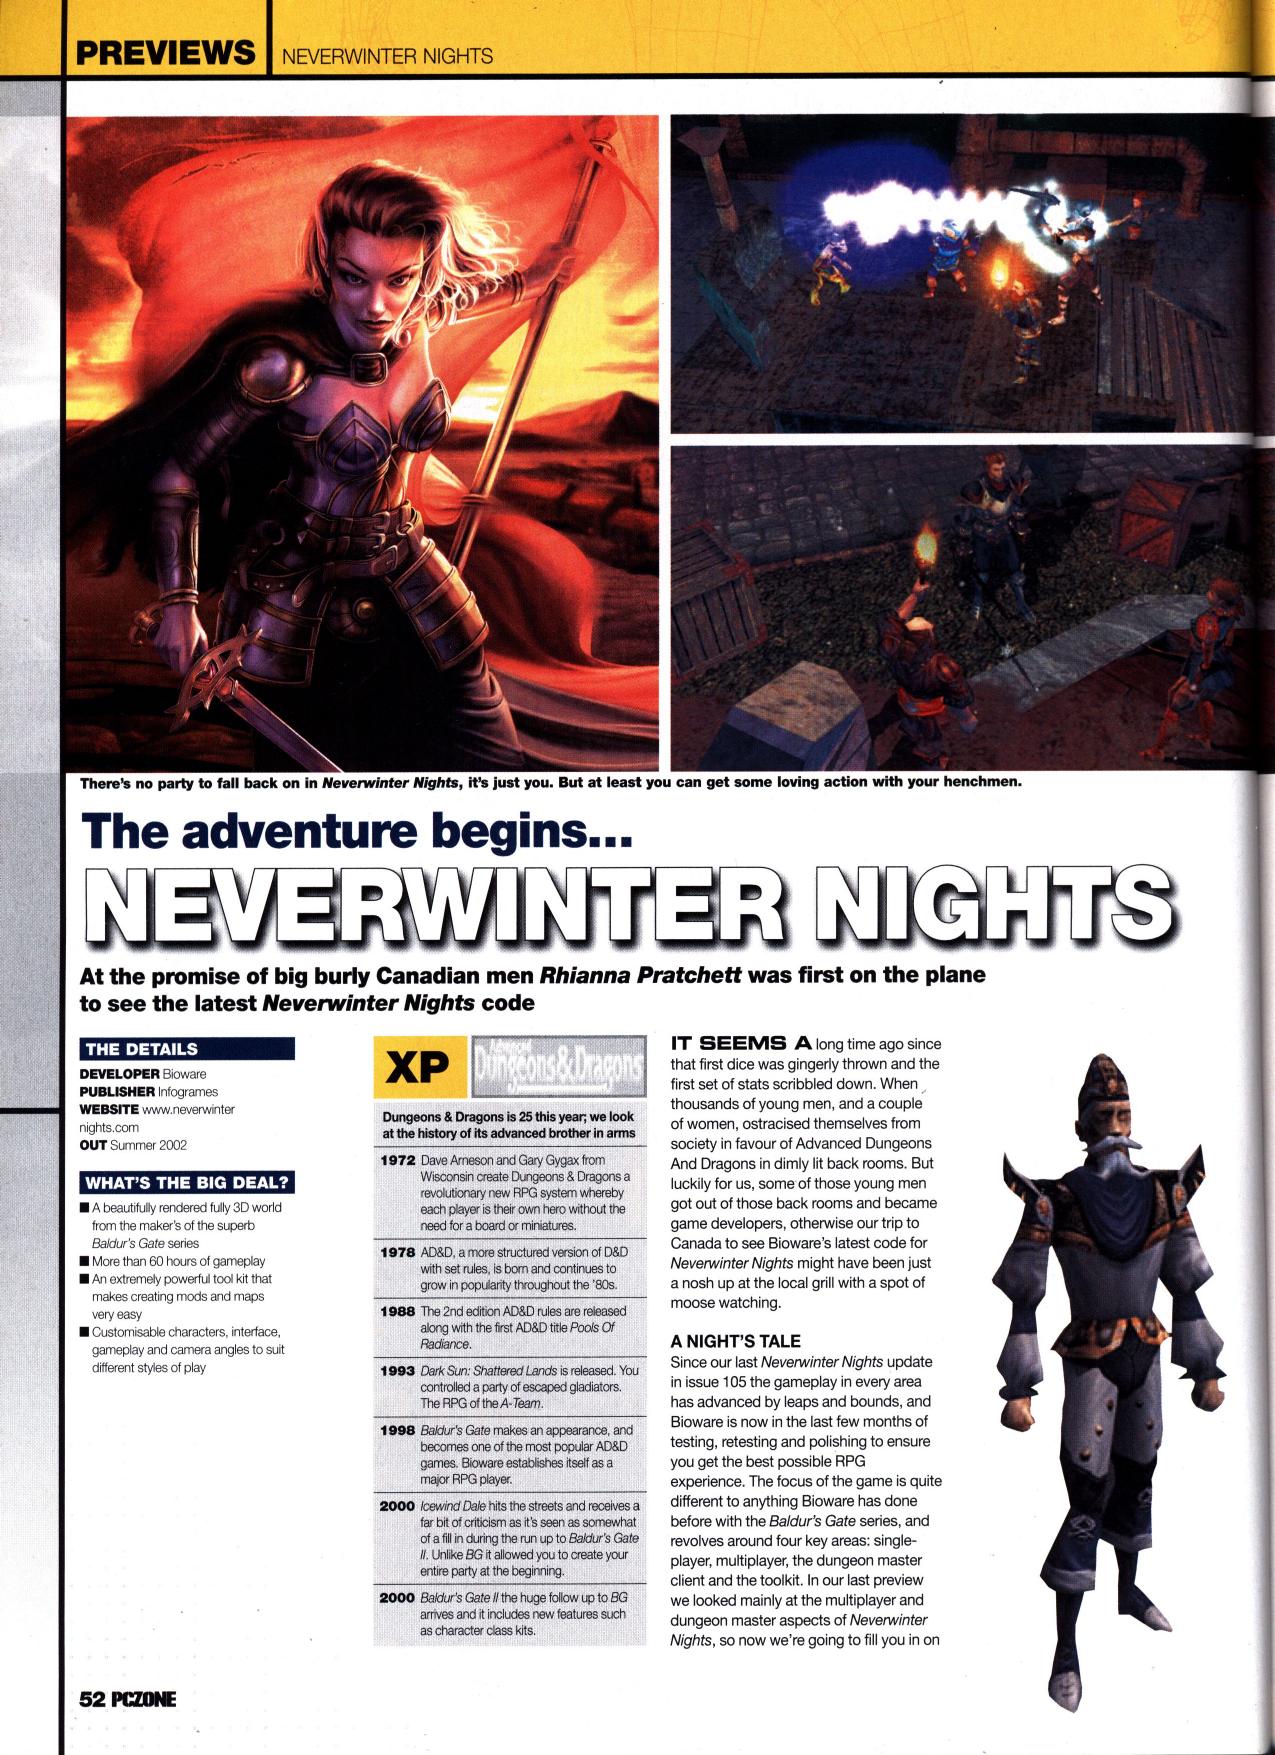 PREVIEWS NEVERWINTER NIGHTS
There's no party to fall back on in Neverwinter Nights, it's just you. But at least you can get some loving action with your henchmen.
The adventure begins...
NEVERWINTER NIGHTS
At the promise of big burly Canadian men Rhianna Pratchett was first on the plane
to see the latest Neverwinter Nights code
THE DETAILS
DEVELOPER Bioware
PUBLISHER Infogrames
WEBSITE www.neverwinter
nights.com
OUT Summer 2002
WHAT'S THE BIG DEAL?
■ A beautifully rendered fully 3D world
from the maker's of the superb
Baldur's Gate series
■ More than 60 hours of gameplay
■ An extremely powerful tool kit that
makes creating mods and maps
very easy
■ Customisable characters, interface,
gameplay and camera angles to suit
different styles of play
XP
Advanced
Dungeons & Dragons
Dungeons & Dragons is 25 this year; we look
at the history of its advanced brother in arms
1972 Dave Arneson and Gary Gygax from
Wisconsin create Dungeons & Dragons a
revolutionary new RPG system whereby
each player is their own hero without the
need for a board or miniatures.
1978 AD&D, a more structured version of D&D
with set rules, is born and continues to
grow in popularity throughout the '80s.
1988 The 2nd edition AD&D rules are released
along with the first AD&D title Pools Of
Radiance.
1993 Dark Sun: Shattered Lands is released. You
controlled a party of escaped gladiators.
The RPG of the A-Team.
1998 Baldur's Gate makes an appearance, and
becomes one of the most popular AD&D
games. Bioware establishes itself as a
major RPG player.
2000 Icewind Dale hits the streets and receives a
far bit of criticism as it's seen as somewhat
of a fill in during the run up to Baldur's Gate
II. Unlike BG it allowed you to create your
entire party at the beginning.
2000 Baldur's Gate II the huge follow up to BG
arrives and it includes new features such
as character class kits.
IT SEEMS A long time ago since
that first dice was gingerly thrown and the
first set of stats scribbled down. When
thousands of young men, and a couple
of women, ostracised themselves from
society in favour of Advanced Dungeons
And Dragons in dimly lit back rooms. But
luckily for us, some of those young men
got out of those back rooms and became
game developers, otherwise our trip to
Canada to see Bioware's latest code for
Neverwinter Nights might have been just
a nosh up at the local grill with a spot of
moose watching.
A NIGHT'S TALE
Since our last Neverwinter Nights update
in issue 105 the gameplay in every area
has advanced by leaps and bounds, and
Bioware is now in the last few months of
testing, retesting and polishing to ensure
you get the best possible RPG
experience. The focus of the game is quite
different to anything Bioware has done
before with the Baldur's Gate series, and
revolves around four key areas: single-
player, multiplayer, the dungeon master
client and the toolkit. In our last preview
we looked mainly at the multiplayer and
dungeon master aspects of Neverwinter
Nights, so now we're going to fill you in on
52 PCZONE